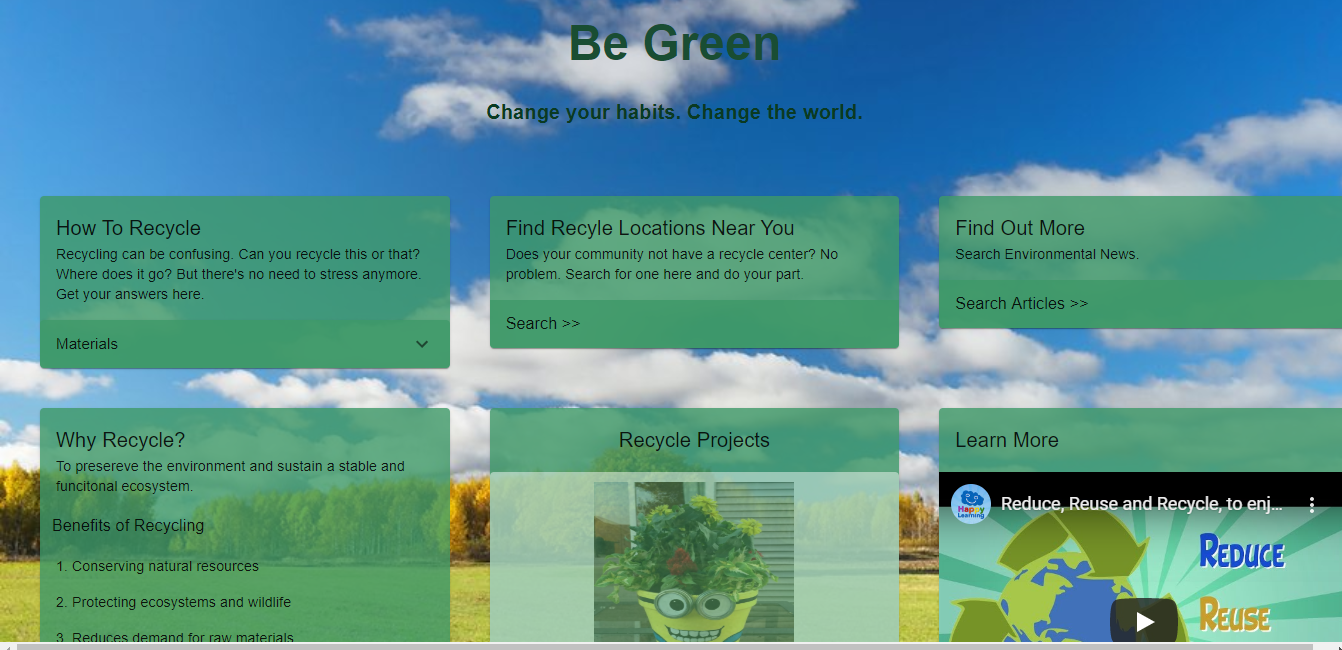 Be Green
Change your habits. Change the world.
How To Recycle
Recycling can be confusing. Can you recycle this or that?
Where does it go? But there's no need to stress anymore.
Get your answers here.
Materials
Find Recyle Locations Near You
Does your community not have a recycle center? No
problem. Search for one here and do your part.
Search >>
Find Out More
Search Environmental News.
Search Articles >>
Why Recycle?
To presereve the environment and sustain a stable and
funcitonal ecosystem.
Benefits of Recycling
1. Conserving natural resources
2. Protecting ecosystems and wildlife
3. Reduces demand for raw materials
Recycle Projects
Learn More
Happy
Learning
Reduce, Reuse and Recycle, to enj...
REDUCE
REUSE